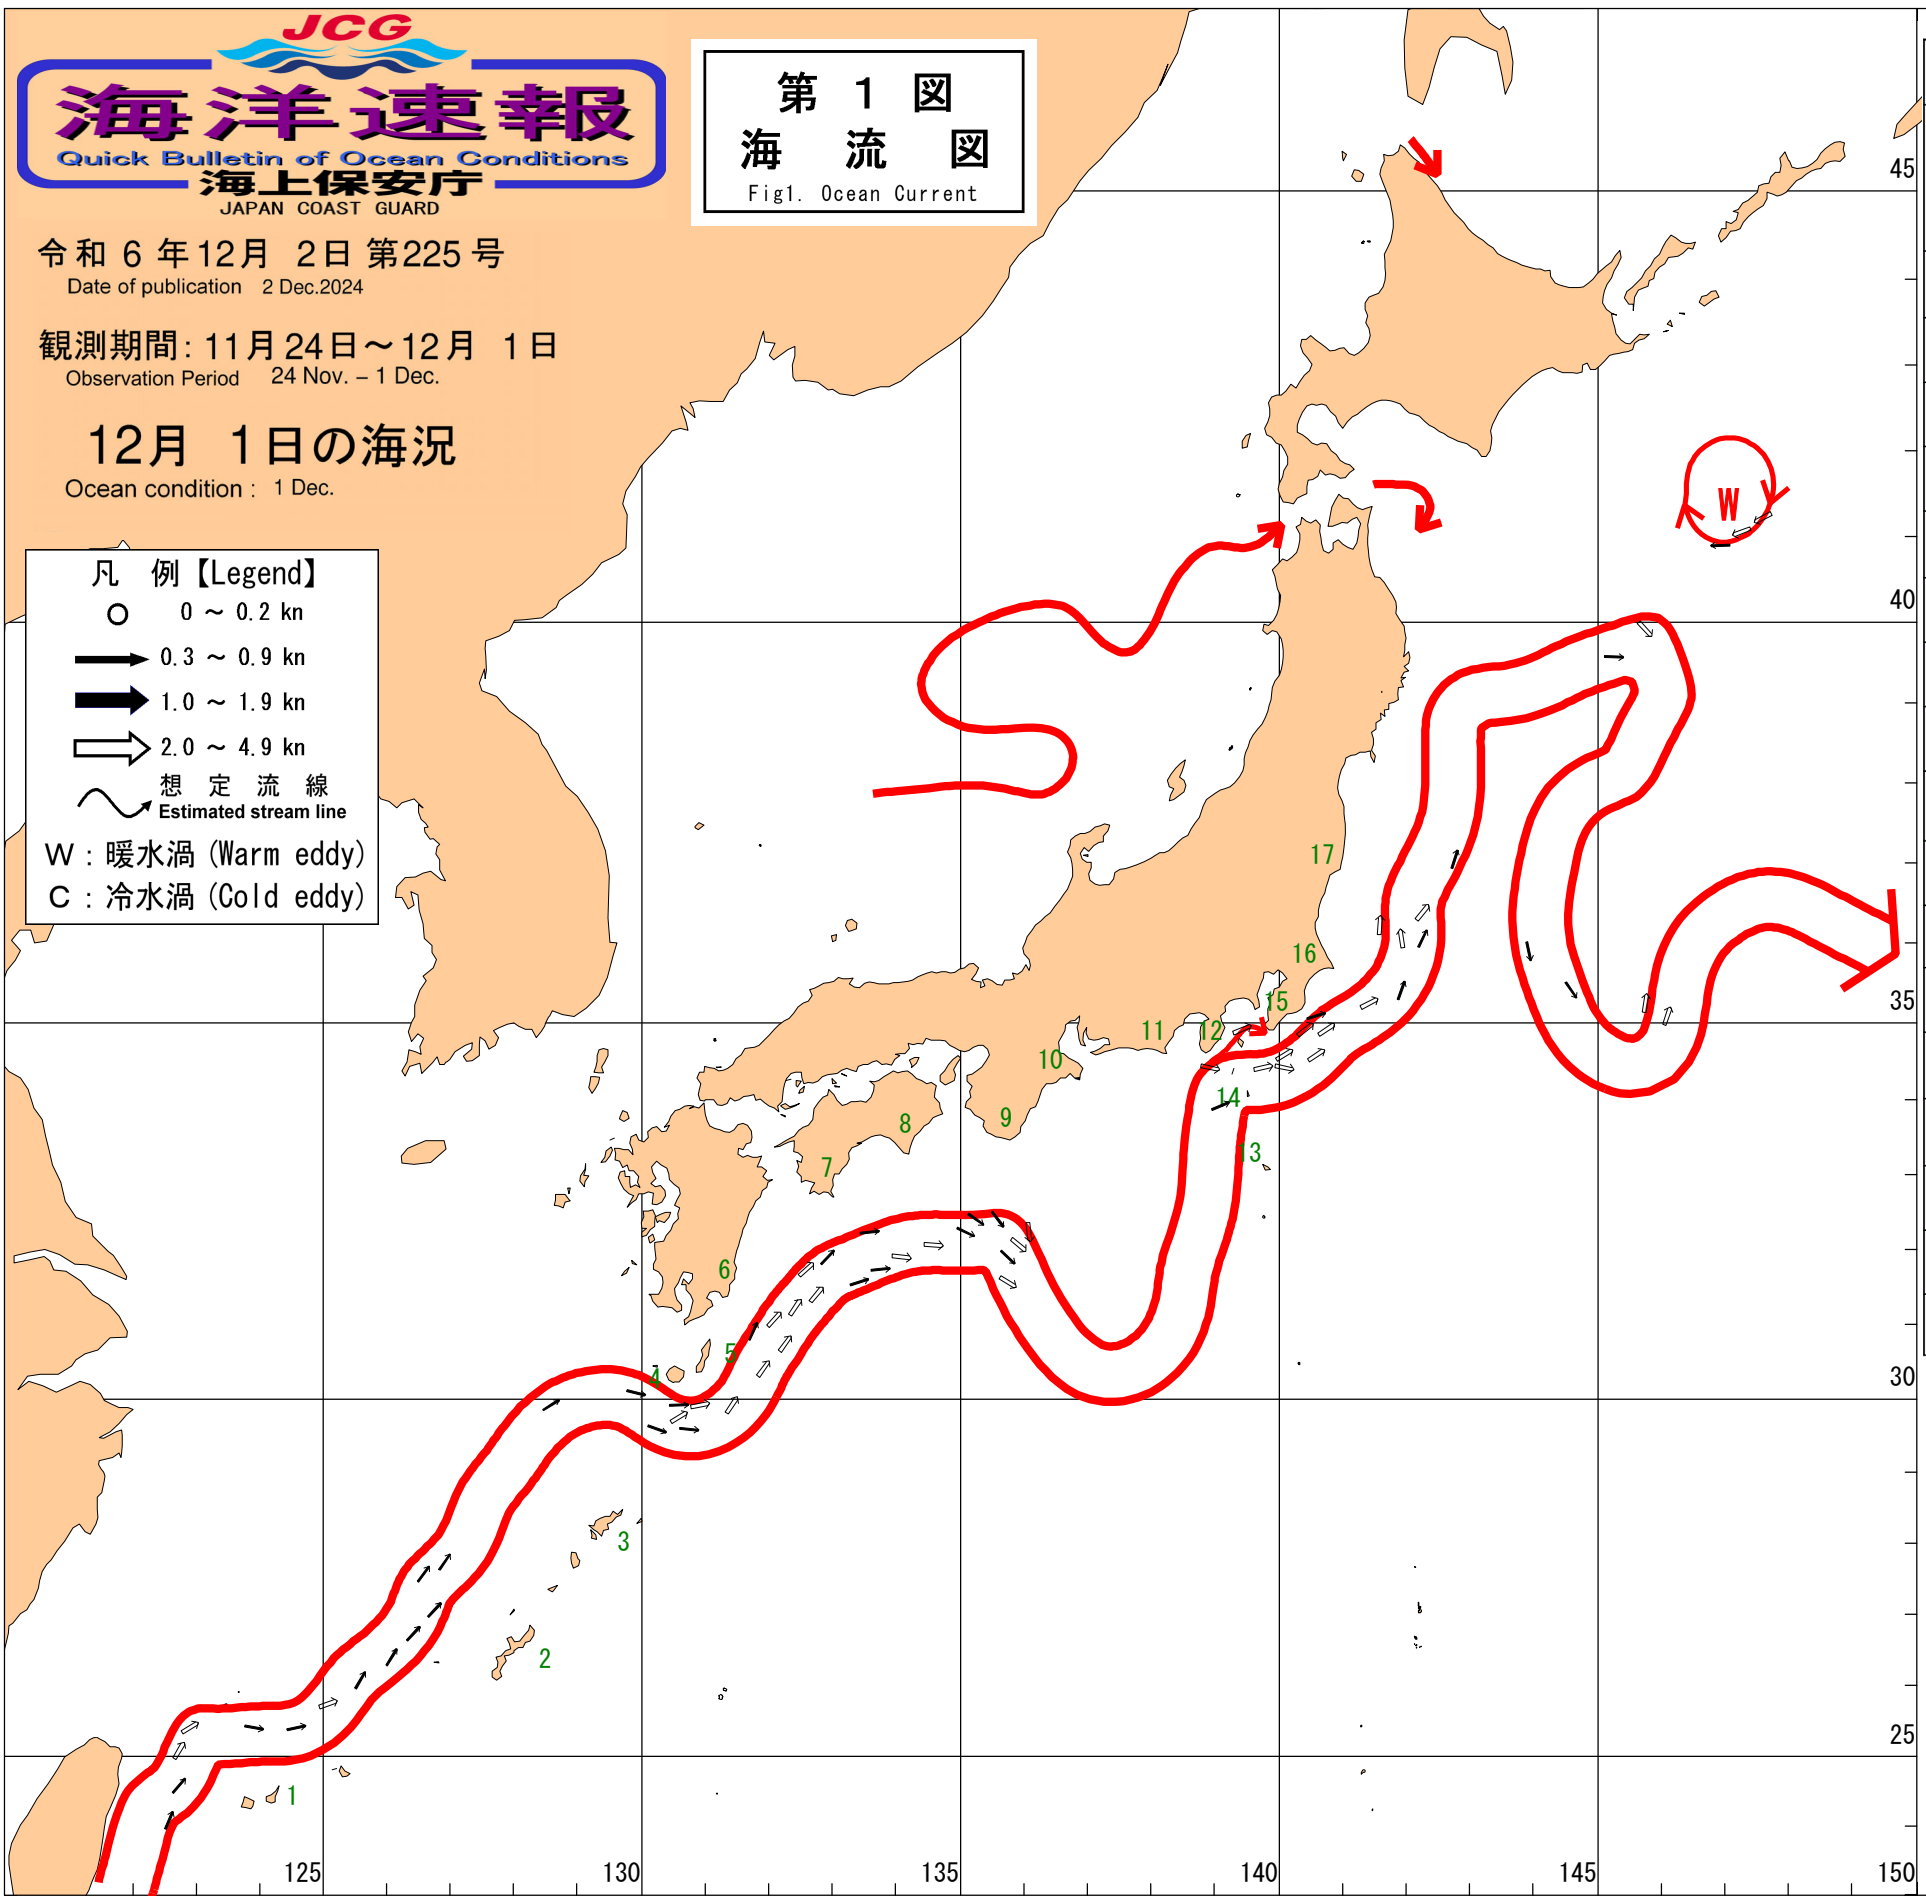 JCG
海洋速報
Quick Bulletin of Ocean Conditions
海上保安庁
JAPAN COAST GUARD
令和 6 年12月 2日 第225号
Date of publication 2 Dec.2024
観測期間: 11月24日～12月 1日
Observation Period 24 Nov. – 1 Dec.
12月 1日の海況
Ocean condition : 1 Dec.
第 1 図
海 流 図
Fig1. Ocean Current
凡 例【Legend】
0 ～ 0.2 kn
0.3 ～ 0.9 kn
1.0 ～ 1.9 kn
2.0 ～ 4.9 kn
想 定 流 線
Estimated stream line
W : 暖水渦 (Warm eddy)
C : 冷水渦 (Cold eddy)
45
W
40
17
16
35
15
12
11
10
14
9
8
13
7
6
5
4
30
3
2
25
1
125
130
135
140
145
150